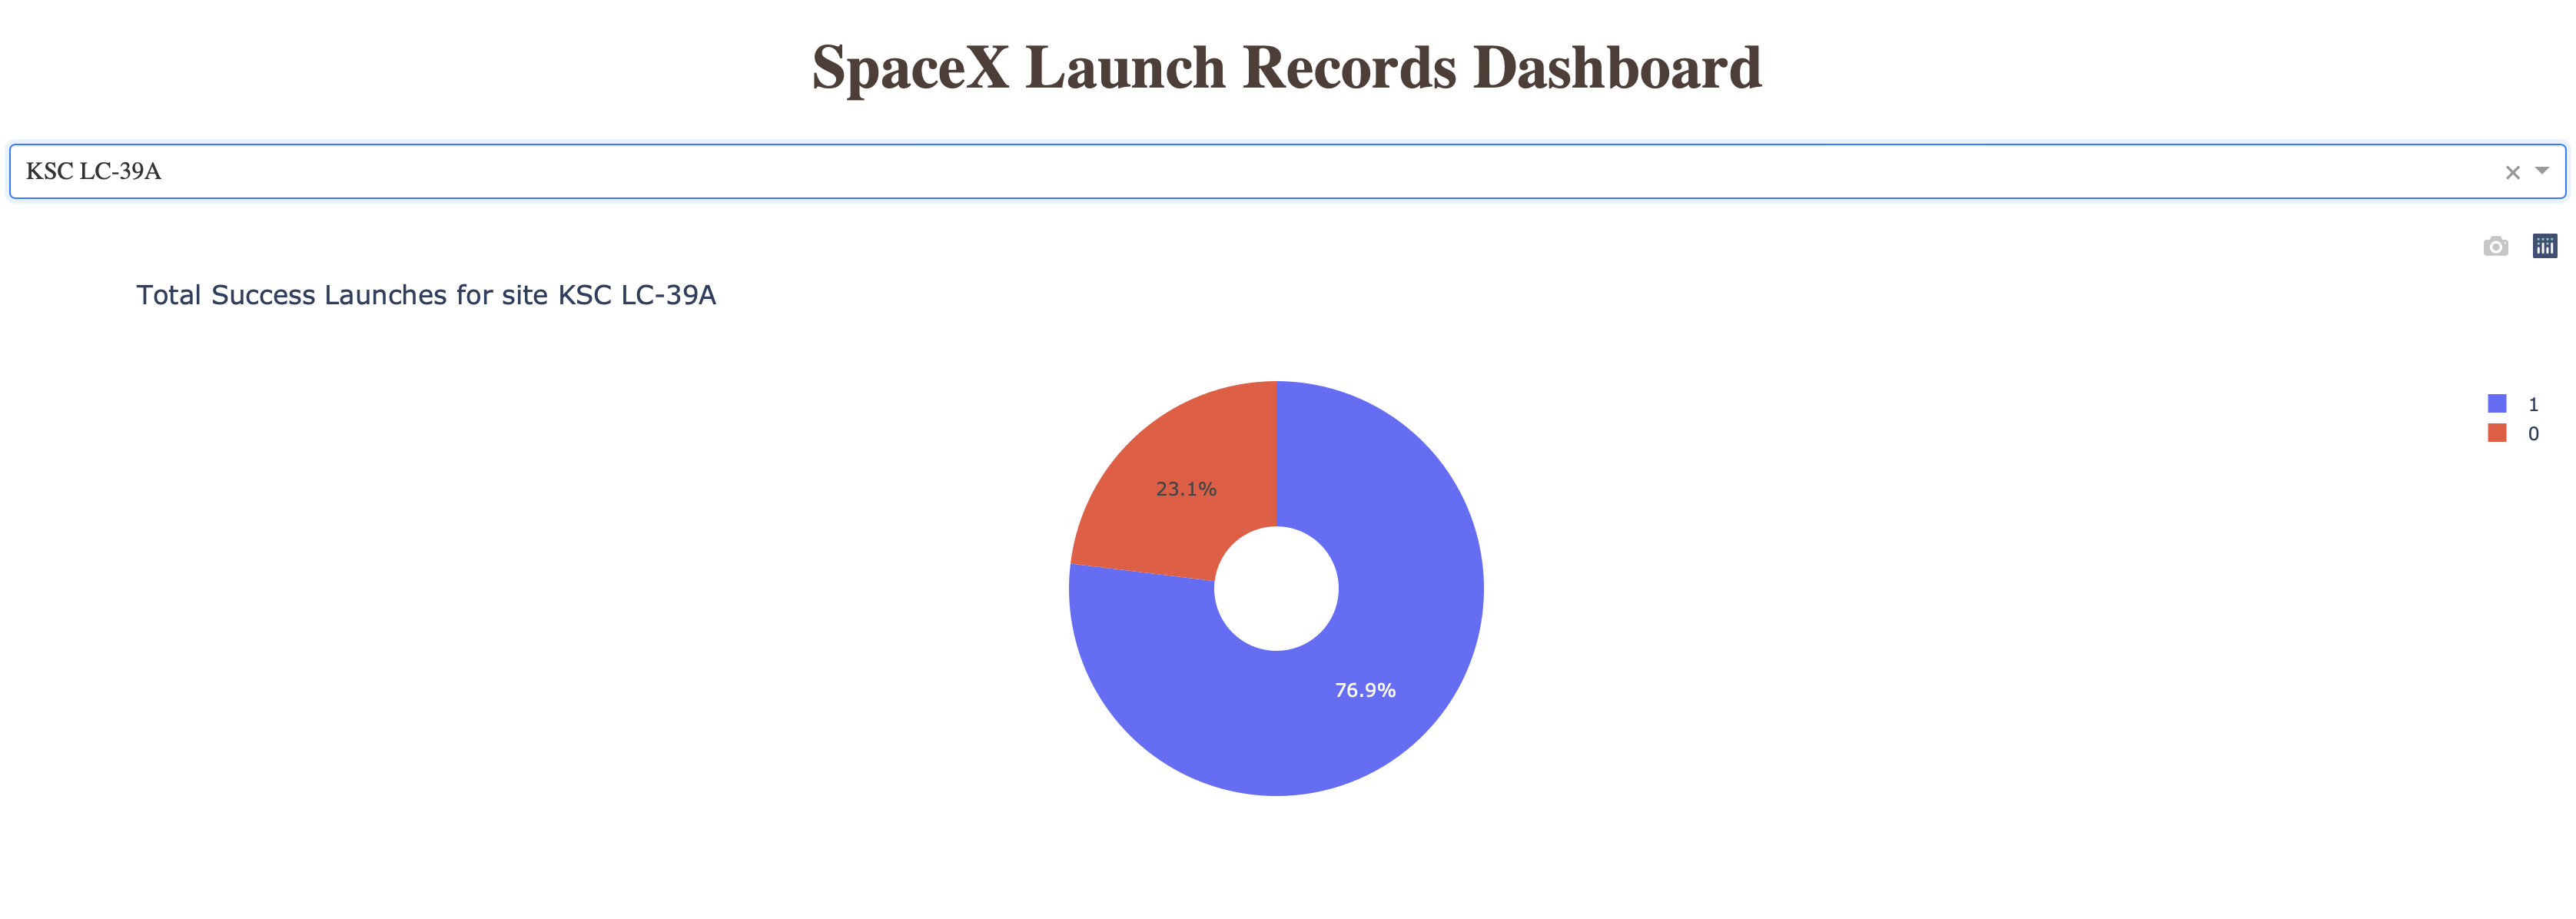 SpaceX Launch Records Dashboard
KSC LC-39A
Total Success Launches for site KSC LC-39A
1
0
23.1%
76.9%